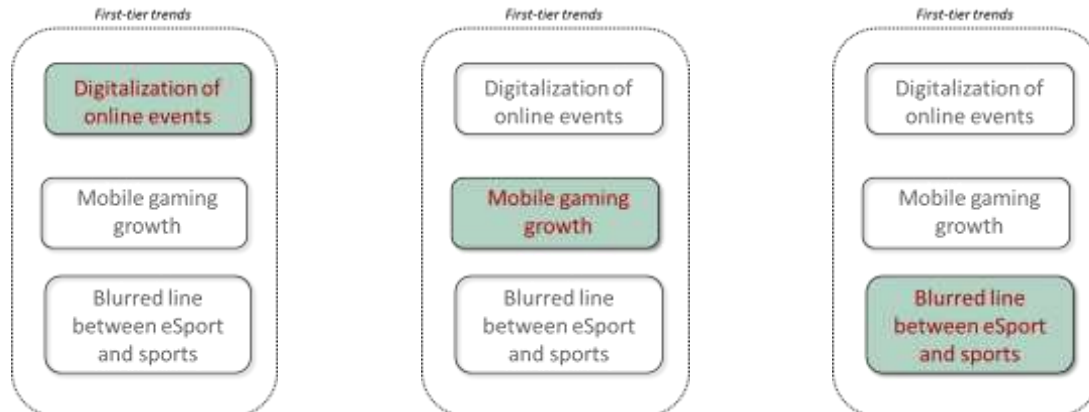 First-tier trends
Digitalization of
online events
Mobile gaming
growth
Blurred line
between eSport
and sports
First-tier trends
Digitalization of
online events
Mobile gaming
growth
Blurred line
between eSport
and sports
First-tier trends
Digitalization of
online events
Mobile gaming
growth
Blurred line
between eSport
and sports